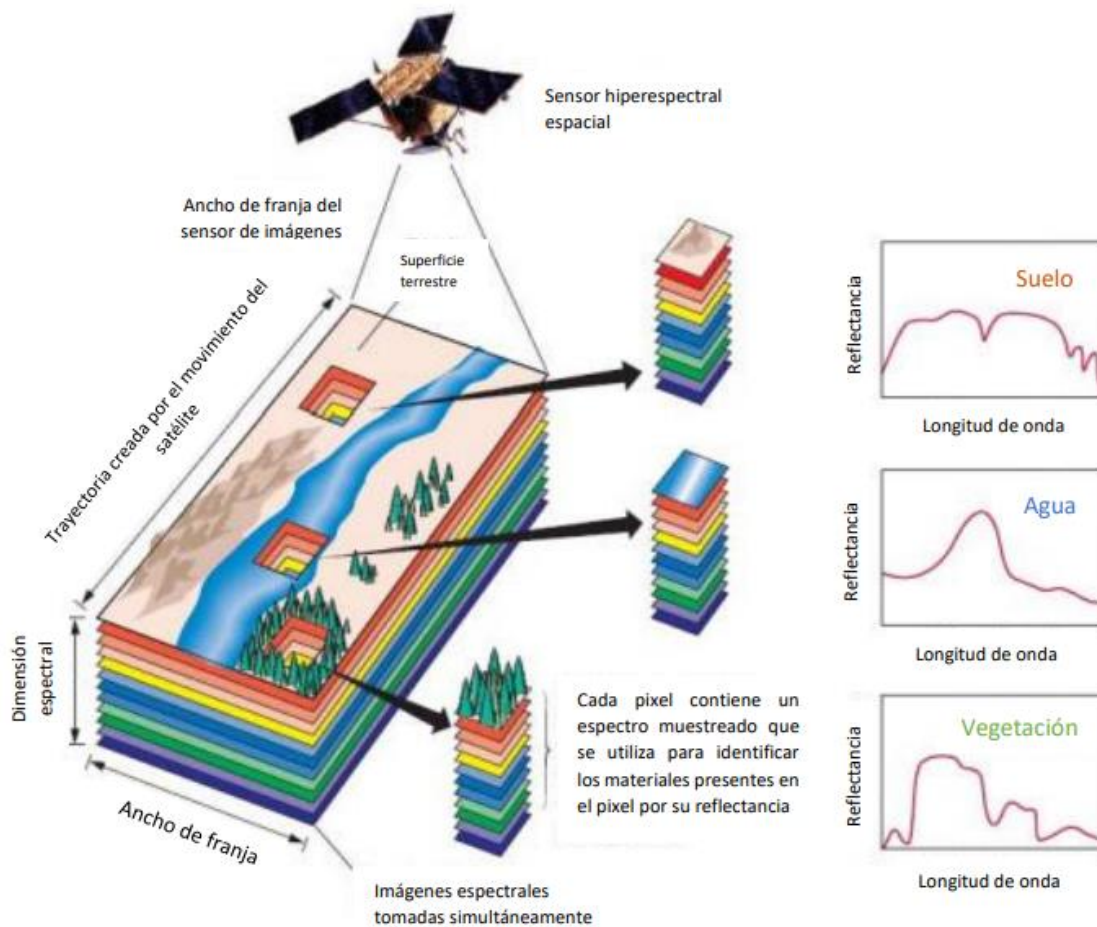 Sensor hiperespectral
espacial
Ancho de franja del
sensor de imágenes
Superficie
terrestre
Trayectoría creada por el movimiento del
satélite
Dimensión
espectral
Ancho de franja
Imágenes espectrales
tomadas simultáneamente
Cada pixel contiene un
espectro muestreado que
se utiliza para identificar
los materiales presentes en
el pixel por su reflectancia
Reflectancia
Suelo
Longitud de onda
Reflectancia
Agua
Longitud de onda
Reflectancia
Vegetación
Longitud de onda